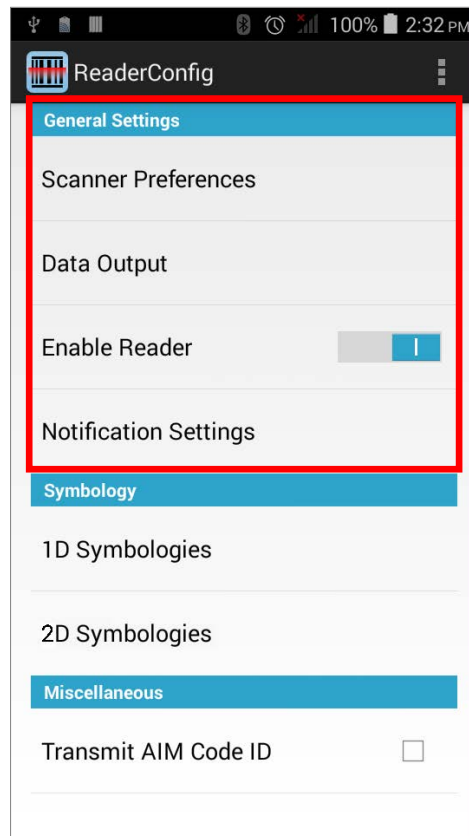 100% 2:32 PM
ReaderConfig
General Settings
Scanner Preferences
Data Output
Enable Reader
Notification Settings
Symbology
1D Symbologies
2D Symbologies
Miscellaneous
Transmit AIM Code ID